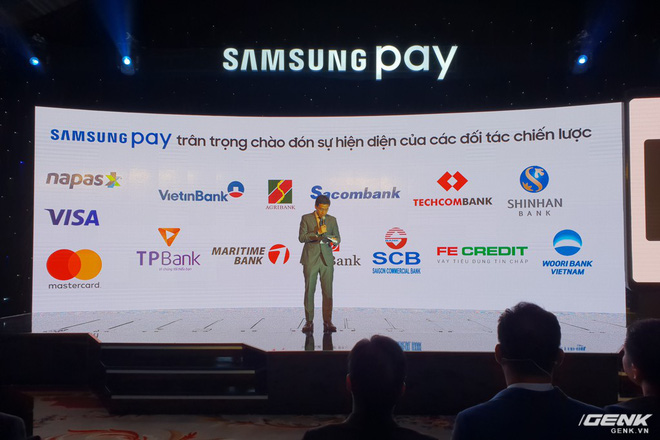 SAMSUNG pay
SAMSUNG pay trân trọng chào đón sự hiện diện của các đối tác chiến lược
napas
VietinBank
AGRIBANK
Sacombank
TECHCOMBANK
SHINHAN
BANK
VISA
mastercard
TPBank
MARITIME
BANK
Bank
SCB
SAIGON COMMERCIAL BANK
FE CREDIT
VAY TIÊU DÙNG TÍN CHẤP
WOORI BANK
VIETNAM
GENK
GENK.VN